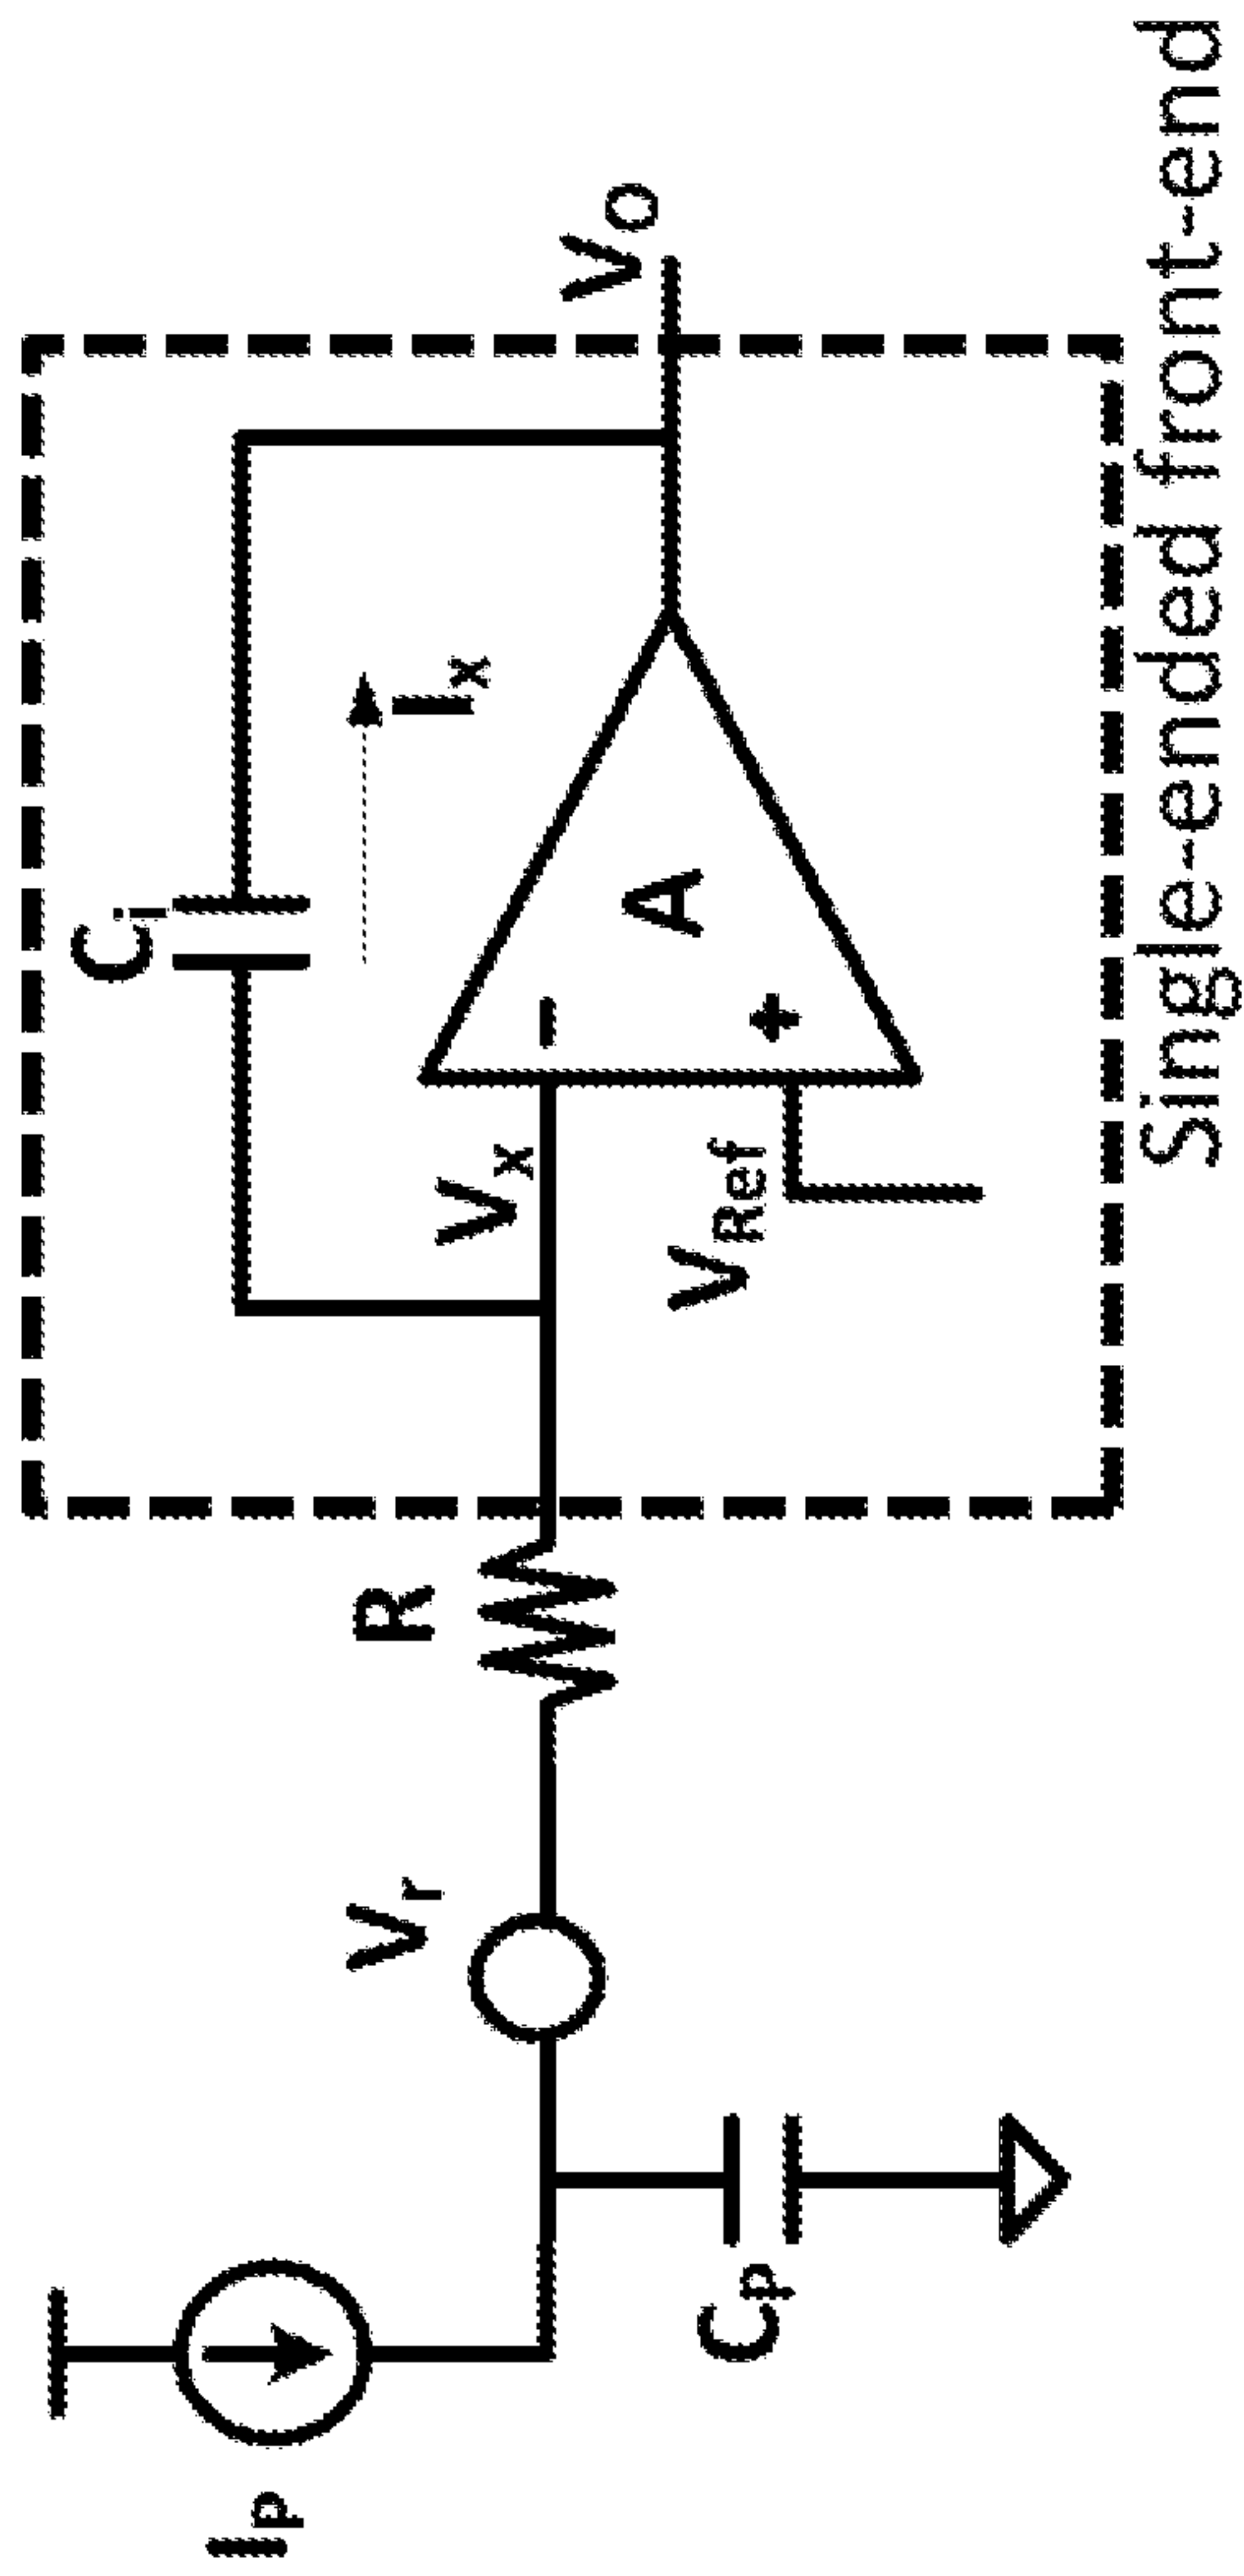 Ip
Cp
Vr
R
Ci
Vx
VRef
-
+
A
Ix
Vo
Single-ended front-end